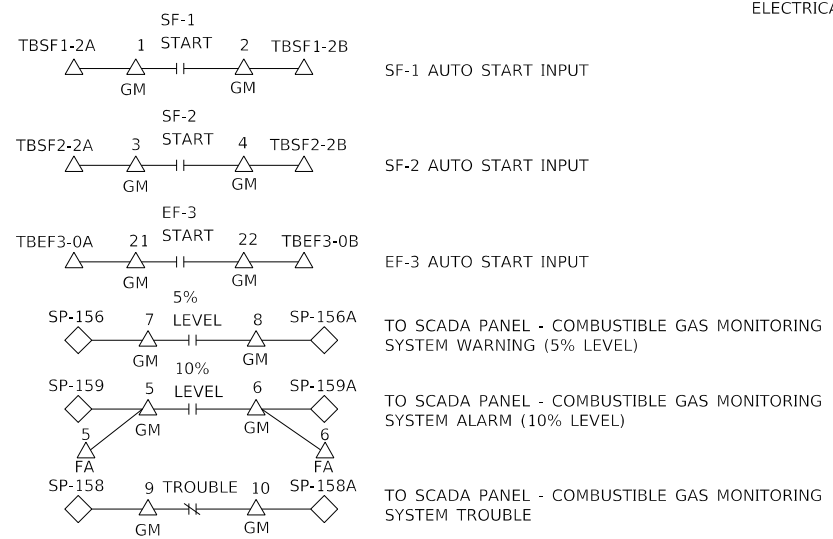 ELECTRICA
SF-1
START
TBSF1-2A 1 2 TBSF1-2B
GM GM
SF-1 AUTO START INPUT
SF-2
START
TBSF2-2A 3 4 TBSF2-2B
GM GM
SF-2 AUTO START INPUT
EF-3
START
TBEF3-0A 21 22 TBEF3-0B
GM GM
EF-3 AUTO START INPUT
5%
LEVEL
SP-156 7 8 SP-156A
GM GM
TO SCADA PANEL - COMBUSTIBLE GAS MONITORING
SYSTEM WARNING (5% LEVEL)
10%
LEVEL
SP-159 5 6 SP-159A
GM GM
5 6
FA FA
TO SCADA PANEL - COMBUSTIBLE GAS MONITORING
SYSTEM ALARM (10% LEVEL)
SP-158 9 TROUBLE 10 SP-158A
GM GM
TO SCADA PANEL - COMBUSTIBLE GAS MONITORING
SYSTEM TROUBLE